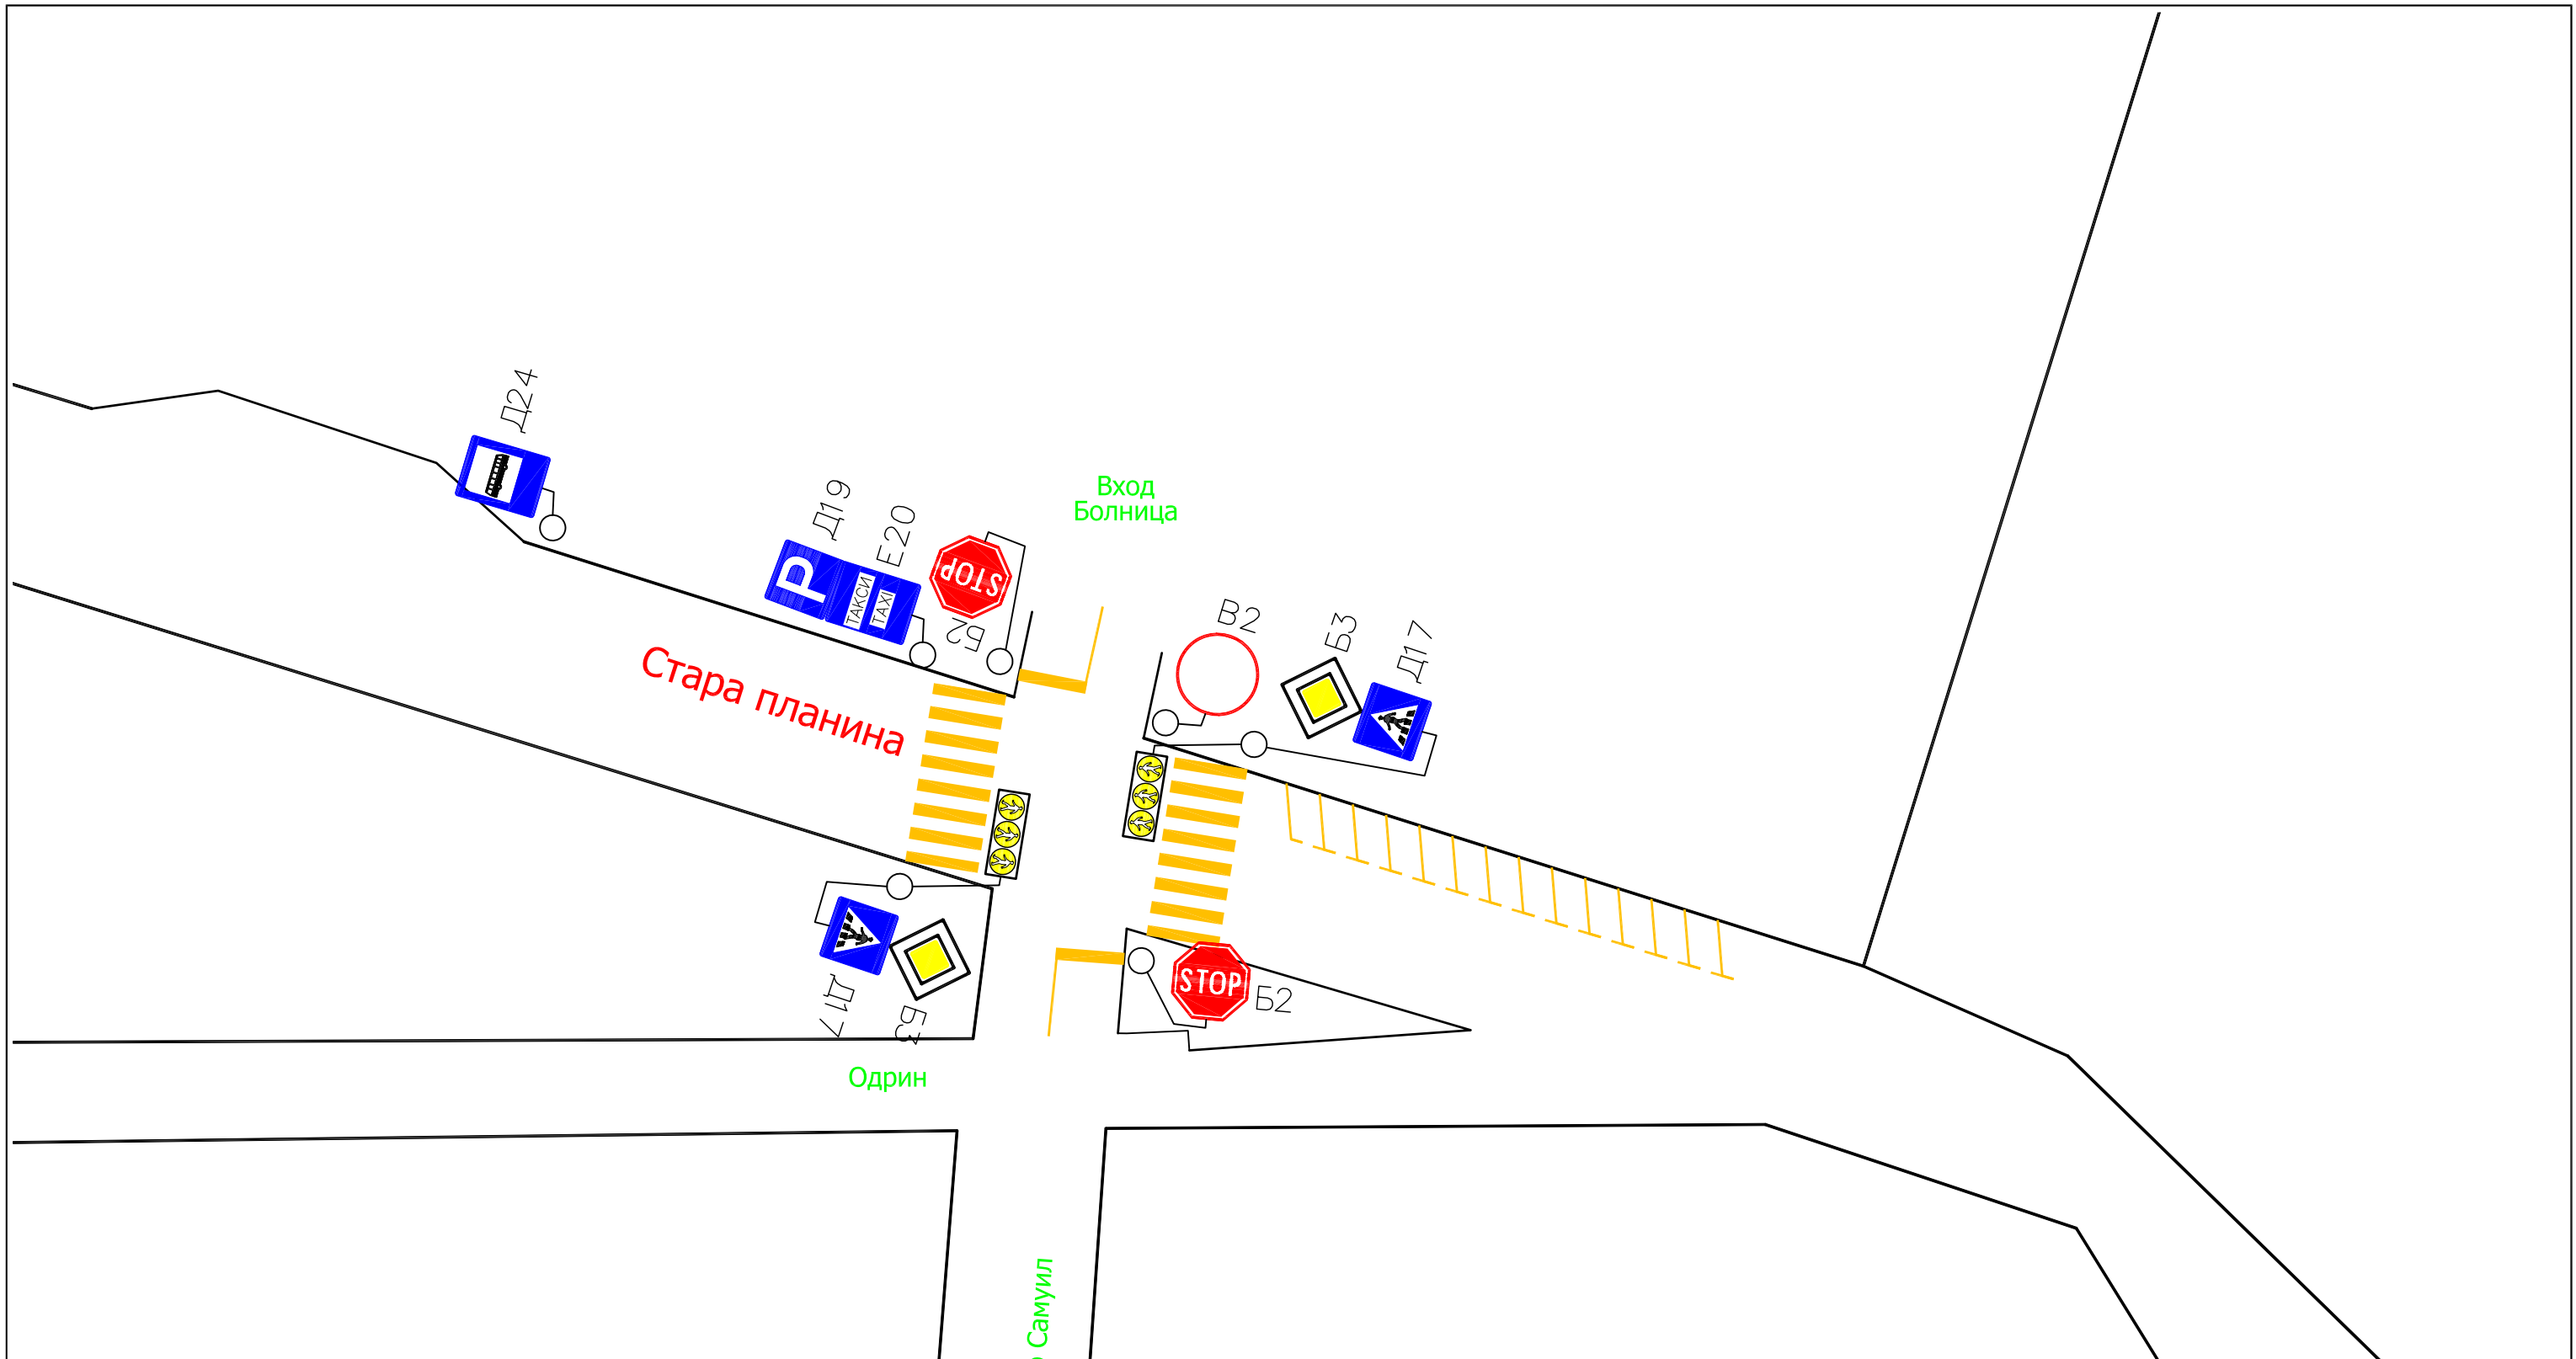 Д24
Вход
Болница
Д19
Е20
P
ТАКСИ
TAXI
STOP
Б2
В2
Б3
Д17
Стара планина
STOP
Б2
Д17
Б3
Одрин
Самуил